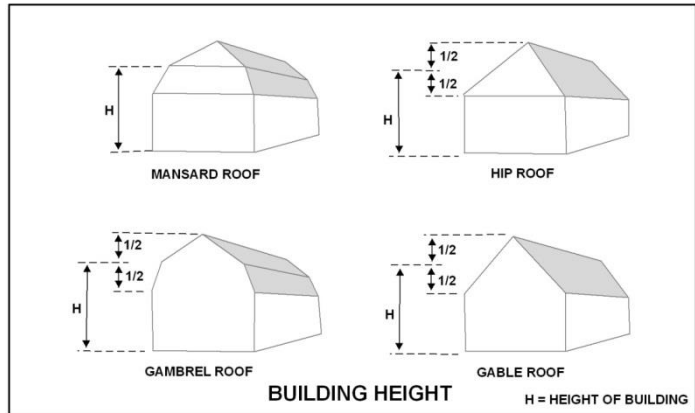 H
MANSARD ROOF
1/2
1/2
H
HIP ROOF
1/2
1/2
H
GAMBREL ROOF
1/2
1/2
H
GABLE ROOF
BUILDING HEIGHT
H = HEIGHT OF BUILDING